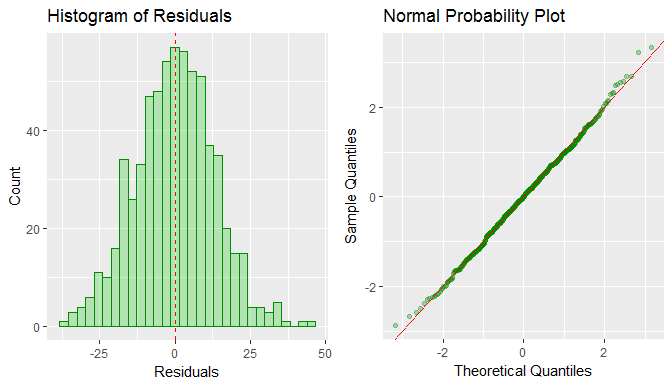 Histogram of Residuals
Count
40
20
0
-25
0
25
50
Residuals
Normal Probability Plot
Sample Quantiles
2
0
-2
-2
0
2
Theoretical Quantiles